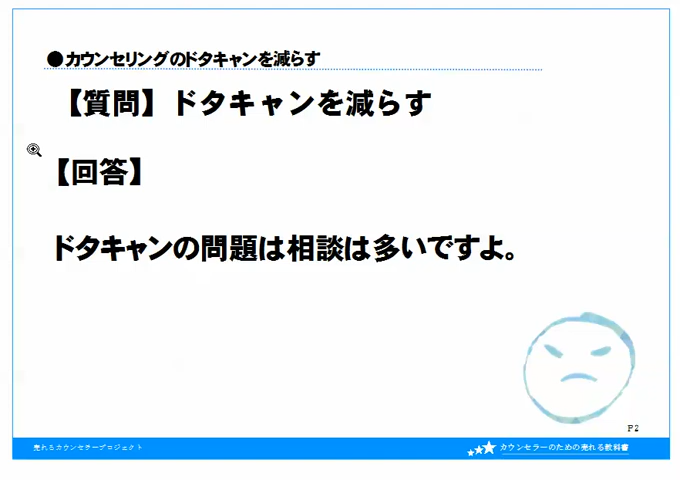 ●カウンセリングのドタキャンを減らす
【質問】ドタキャンを減らす
【回答】
ドタキャンの問題は相談は多いですよ。
P2
売れるカウンセラープロジェクト
カウンセラーのための売れる教科書